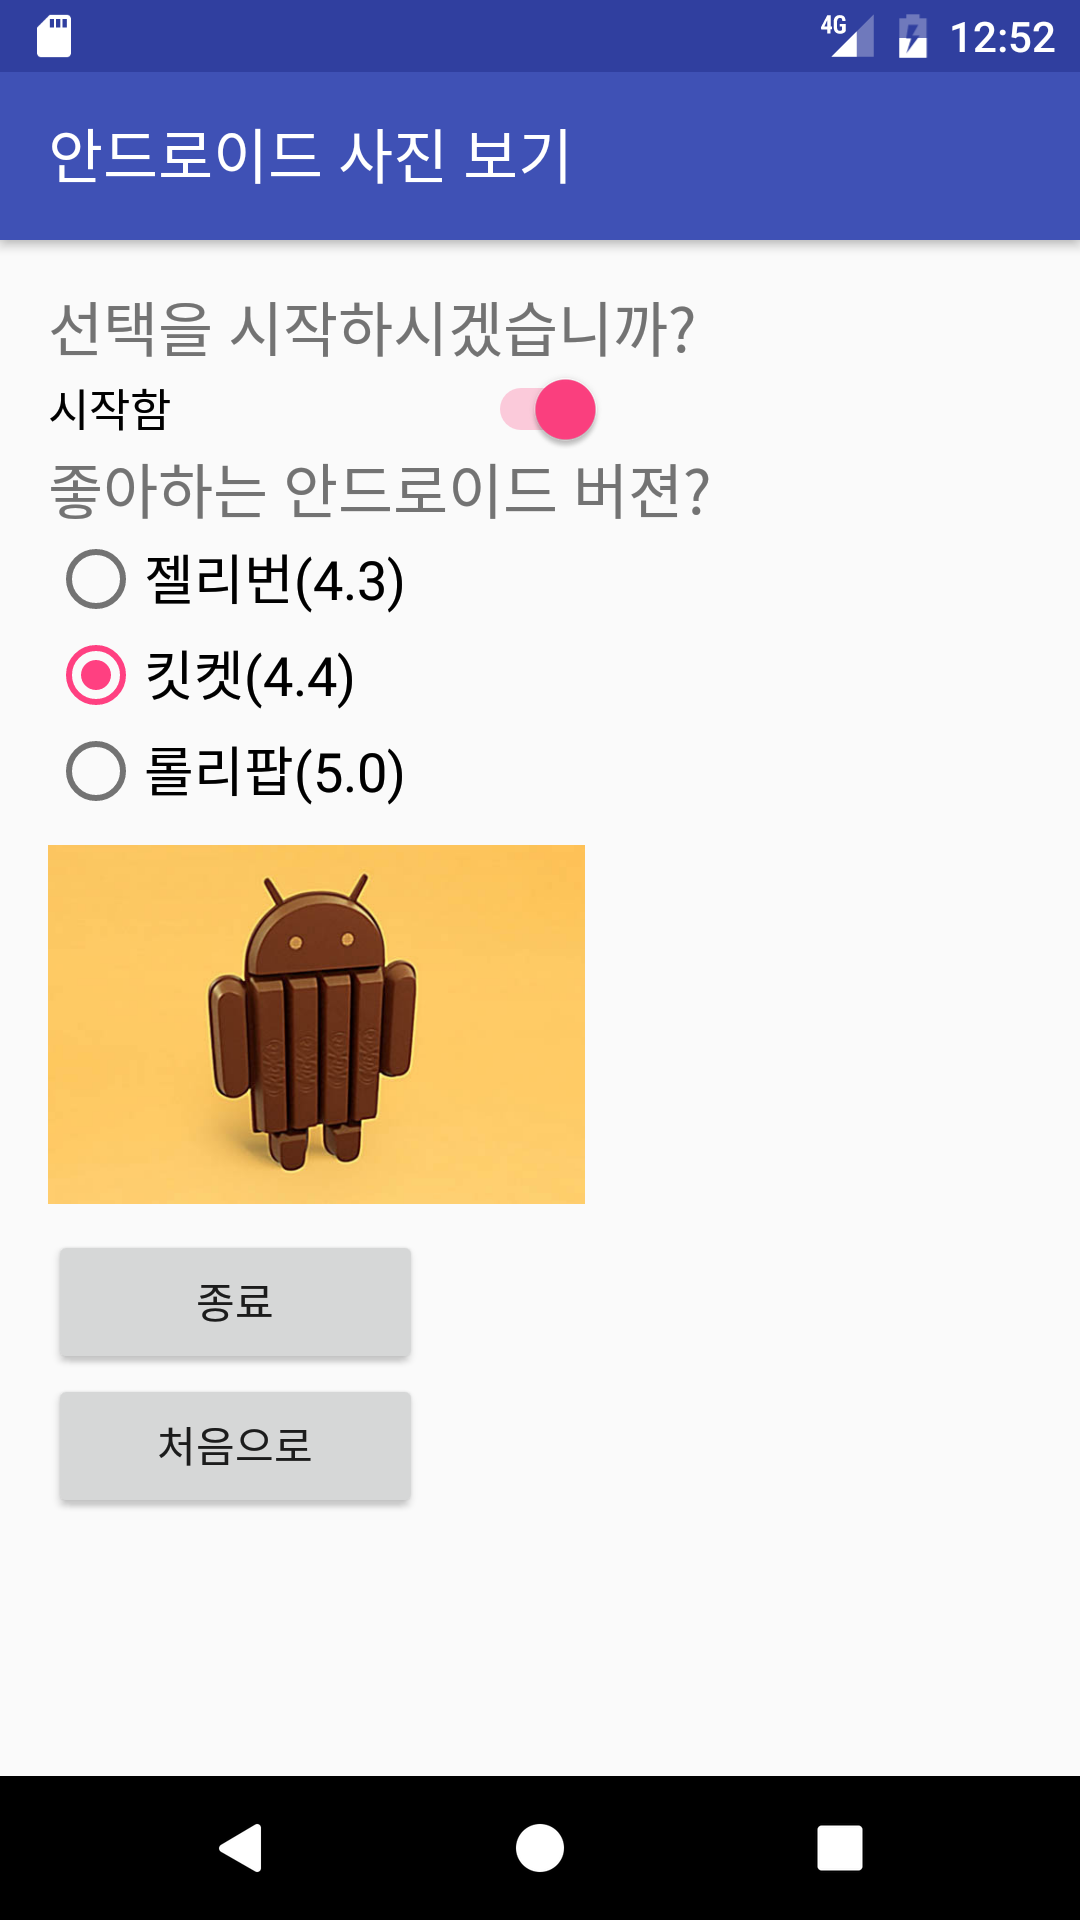 4G 12:52
안드로이드 사진 보기
선택을 시작하시겠습니까?
시작함
좋아하는 안드로이드 버젼?
젤리번(4.3)
킷켓(4.4)
롤리팝(5.0)
종료
처음으로